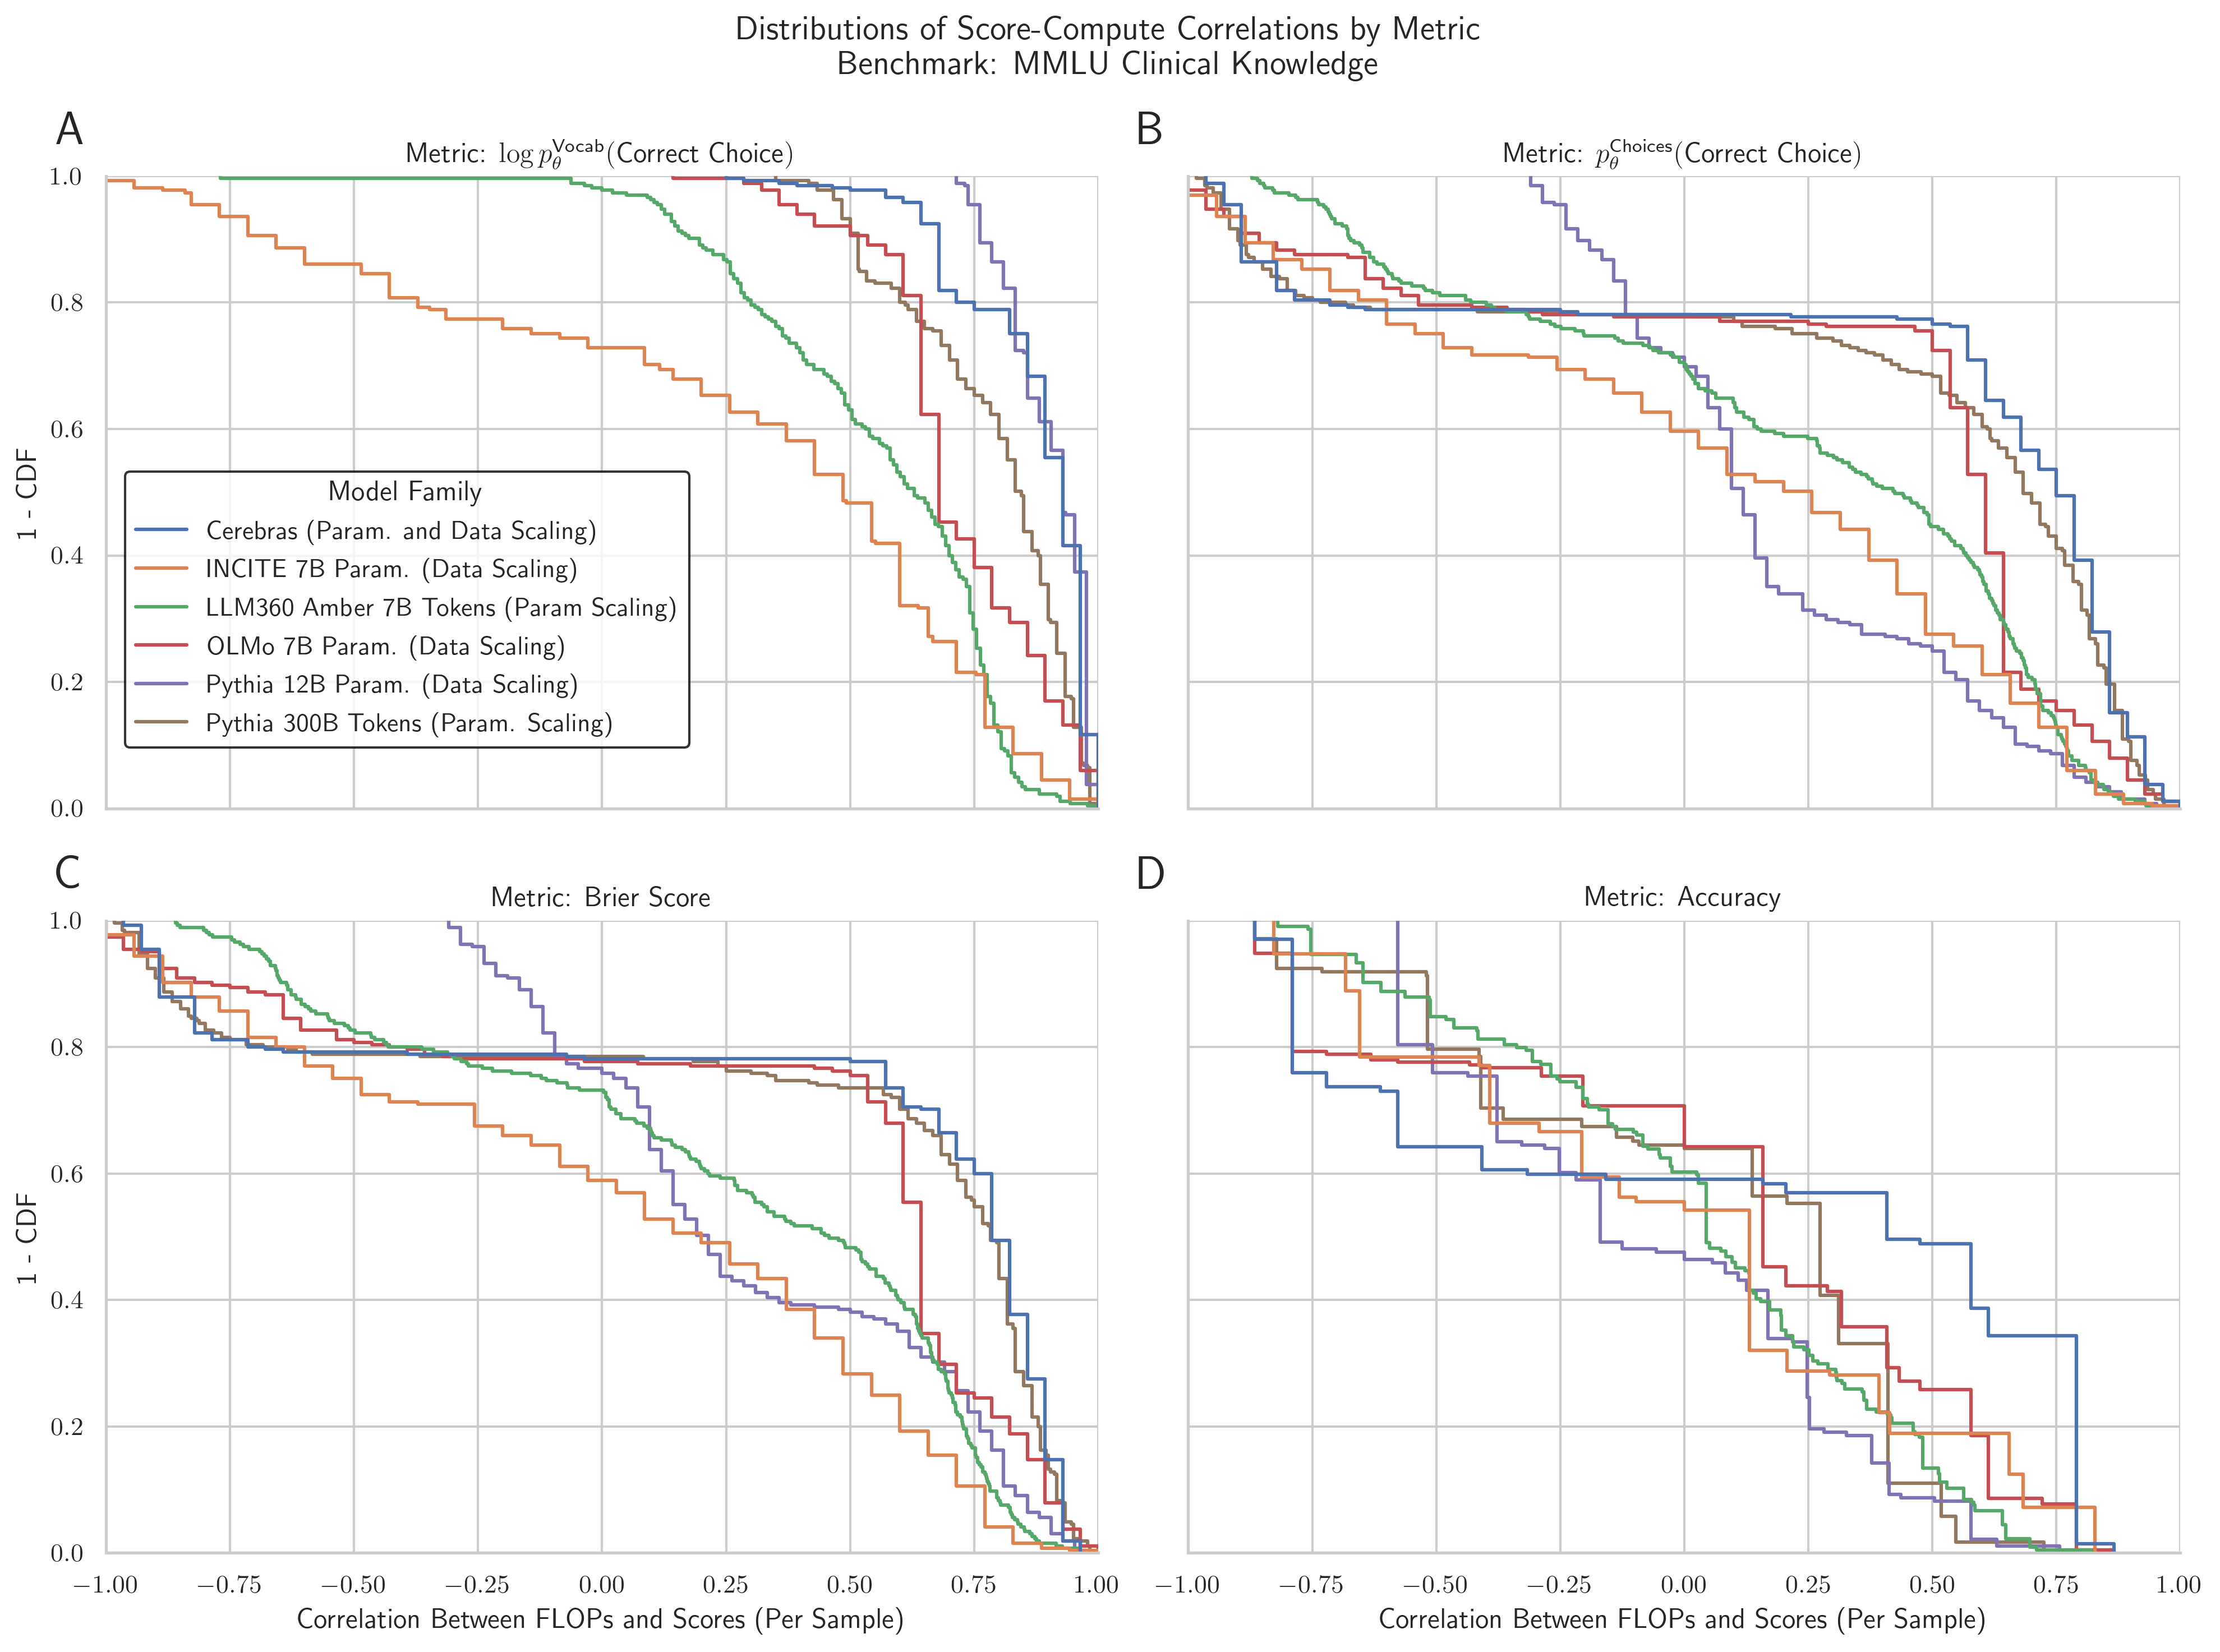 Distributions of Score-Compute Correlations by Metric
Benchmark: MMLU Clinical Knowledge
A
Metric: log p_θ^Vocab(Correct Choice)
1.0
0.8
0.6
0.4
0.2
0.0
1 - CDF
Model Family
Cerebras (Param. and Data Scaling)
INCITE 7B Param. (Data Scaling)
LLM360 Amber 7B Tokens (Param Scaling)
OLMo 7B Param. (Data Scaling)
Pythia 12B Param. (Data Scaling)
Pythia 300B Tokens (Param. Scaling)
B
Metric: p_θ^Choices(Correct Choice)
C
Metric: Brier Score
1.0
0.8
0.6
0.4
0.2
0.0
1 - CDF
−1.00 −0.75 −0.50 −0.25 0.00 0.25 0.50 0.75 1.00
Correlation Between FLOPs and Scores (Per Sample)
D
Metric: Accuracy
−1.00 −0.75 −0.50 −0.25 0.00 0.25 0.50 0.75 1.00
Correlation Between FLOPs and Scores (Per Sample)